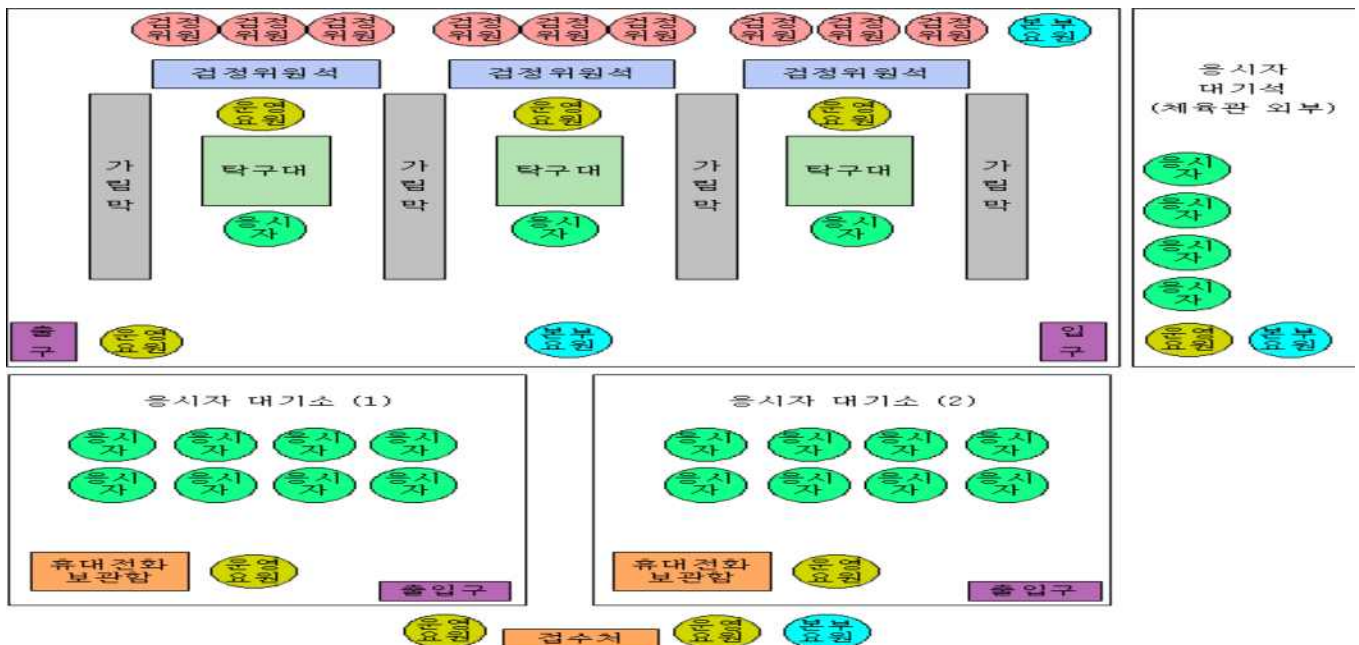 검정위원 검정위원 검정위원 검정위원 검정위원 검정위원 검정위원 검정위원 검정위원 본부요원
검정위원석 검정위원석 검정위원석
운영요원 운영요원 운영요원
가림막 탁구대 가림막 탁구대 가림막 탁구대 가림막
응시자 응시자 응시자
출구 운영요원 본부요원 입구
응시자
대기석
(체육관 외부)
응시자
응시자
응시자
응시자
운영요원 본부요원
응시자 대기소 (1)
응시자 응시자 응시자 응시자
응시자 응시자 응시자 응시자
휴대전화
보관함
운영요원
출입구
응시자 대기소 (2)
응시자 응시자 응시자 응시자
응시자 응시자 응시자 응시자
휴대전화
보관함
운영요원
출입구
운영요원 접수처 운영요원 본부요원